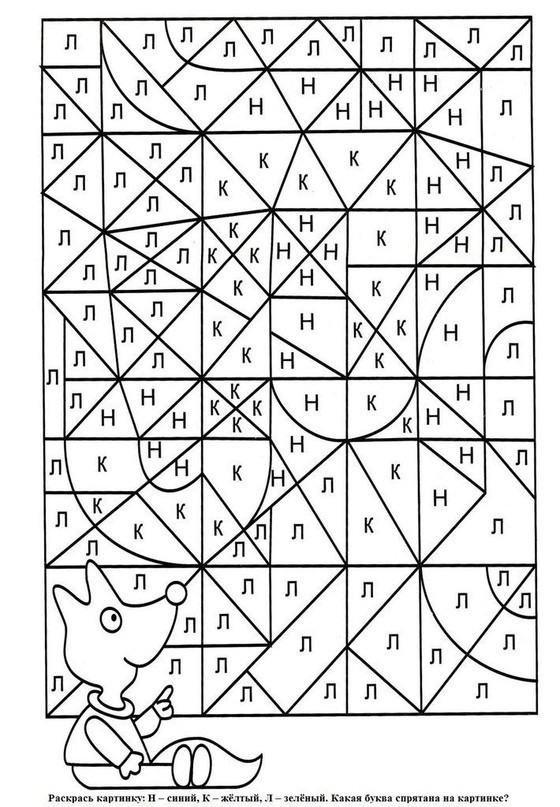 Л Л Л Л Л Л Л Л Л Л
Л Л Л Л Н Н Н Н Н Н Н Л
Л Л Л Л Л Л К К К К К Н Н Л
Л Л Л Л Л К К К К Н Н Н Н К Н Н Л
Л Л Л Л К К Н Н К К К К Н Н Л Л
Л Л Н Н Н К К К К Н К К Н Н Л
Л К Н Н К Н Н Л К Н Н Л
Л К Л К К К Л Л Л К Л
Л Л Л Л Л Л Л
Л Л Л Л Л Л Л Л Л Л Л
Раскрась картинку: Н – синий, К – жёлтый, Л – зелёный. Какая буква спрятана на картинке?